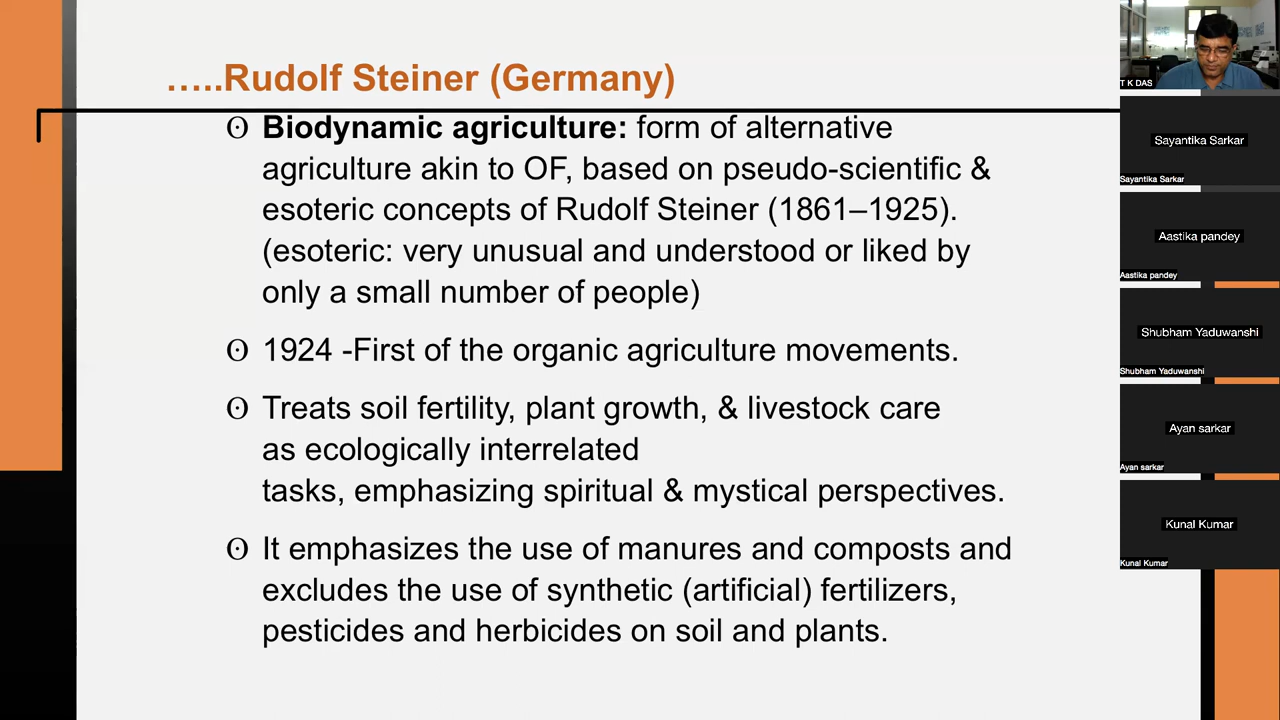 …..Rudolf Steiner (Germany)
Biodynamic agriculture: form of alternative
agriculture akin to OF, based on pseudo-scientific &
esoteric concepts of Rudolf Steiner (1861–1925).
(esoteric: very unusual and understood or liked by
only a small number of people)
1924 -First of the organic agriculture movements.
Treats soil fertility, plant growth, & livestock care
as ecologically interrelated
tasks, emphasizing spiritual & mystical perspectives.
It emphasizes the use of manures and composts and
excludes the use of synthetic (artificial) fertilizers,
pesticides and herbicides on soil and plants.
T K DAS
Sayantika Sarkar
Sayantika Sarkar
Aastika pandey
Aastika pandey
Shubham Yaduwanshi
Shubham Yaduwanshi
Ayan sarkar
Ayan sarkar
Kunal Kumar
Kunal Kumar